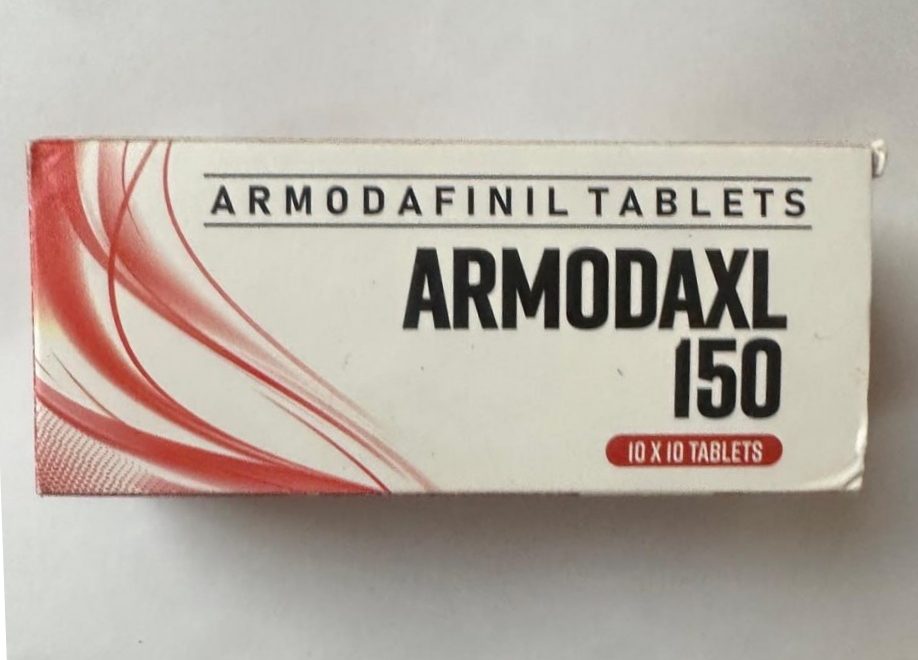 ARMODAFINIL TABLETS
ARMODAXL
150
10 X 10 TABLETS